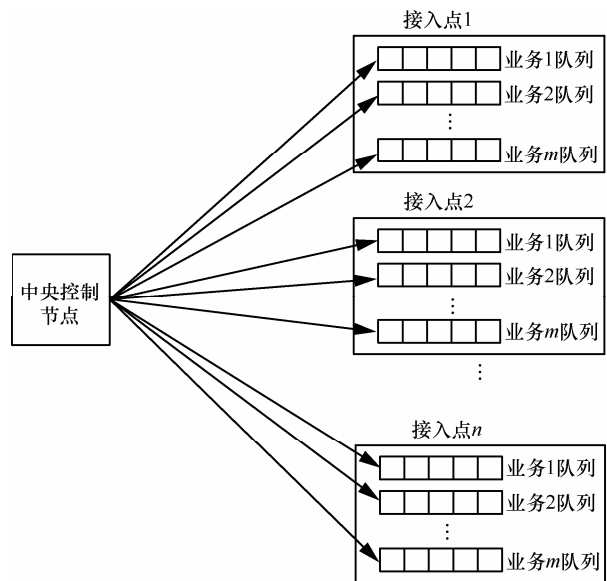 接入点1
业务1队列
业务2队列
⋮
业务m队列
接入点2
业务1队列
业务2队列
⋮
业务m队列
中央控制
节点
⋮
接入点n
业务1队列
业务2队列
⋮
业务m队列